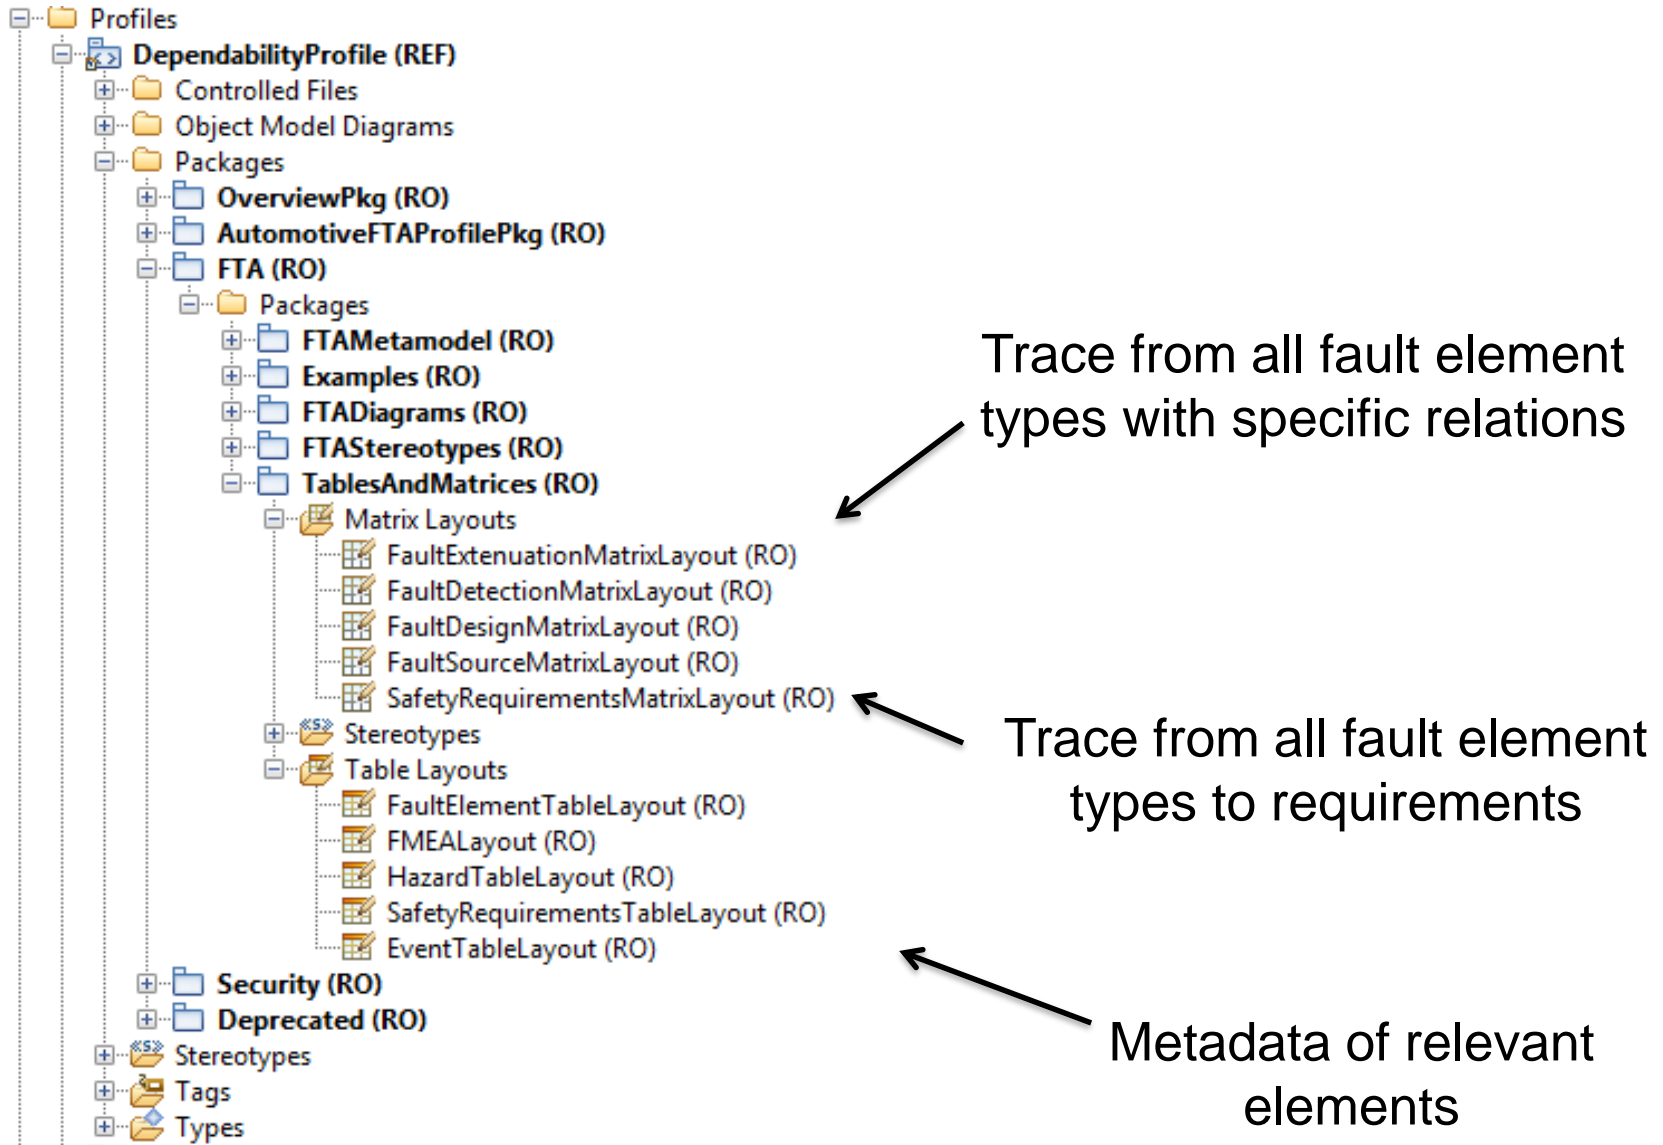 Profiles
DependabilityProfile (REF)
Controlled Files
Object Model Diagrams
Packages
OverviewPkg (RO)
AutomotiveFTAProfilePkg (RO)
FTA (RO)
Packages
FTAMetamodel (RO)
Examples (RO)
FTADiagrams (RO)
FTAStereotypes (RO)
TablesAndMatrices (RO)
Matrix Layouts
FaultExtenuationMatrixLayout (RO)
FaultDetectionMatrixLayout (RO)
FaultDesignMatrixLayout (RO)
FaultSourceMatrixLayout (RO)
SafetyRequirementsMatrixLayout (RO)
«S» Stereotypes
Table Layouts
FaultElementTableLayout (RO)
FMEALayout (RO)
HazardTableLayout (RO)
SafetyRequirementsTableLayout (RO)
EventTableLayout (RO)
Security (RO)
Deprecated (RO)
«S» Stereotypes
Tags
Types
Trace from all fault element
types with specific relations
Trace from all fault element
types to requirements
Metadata of relevant
elements